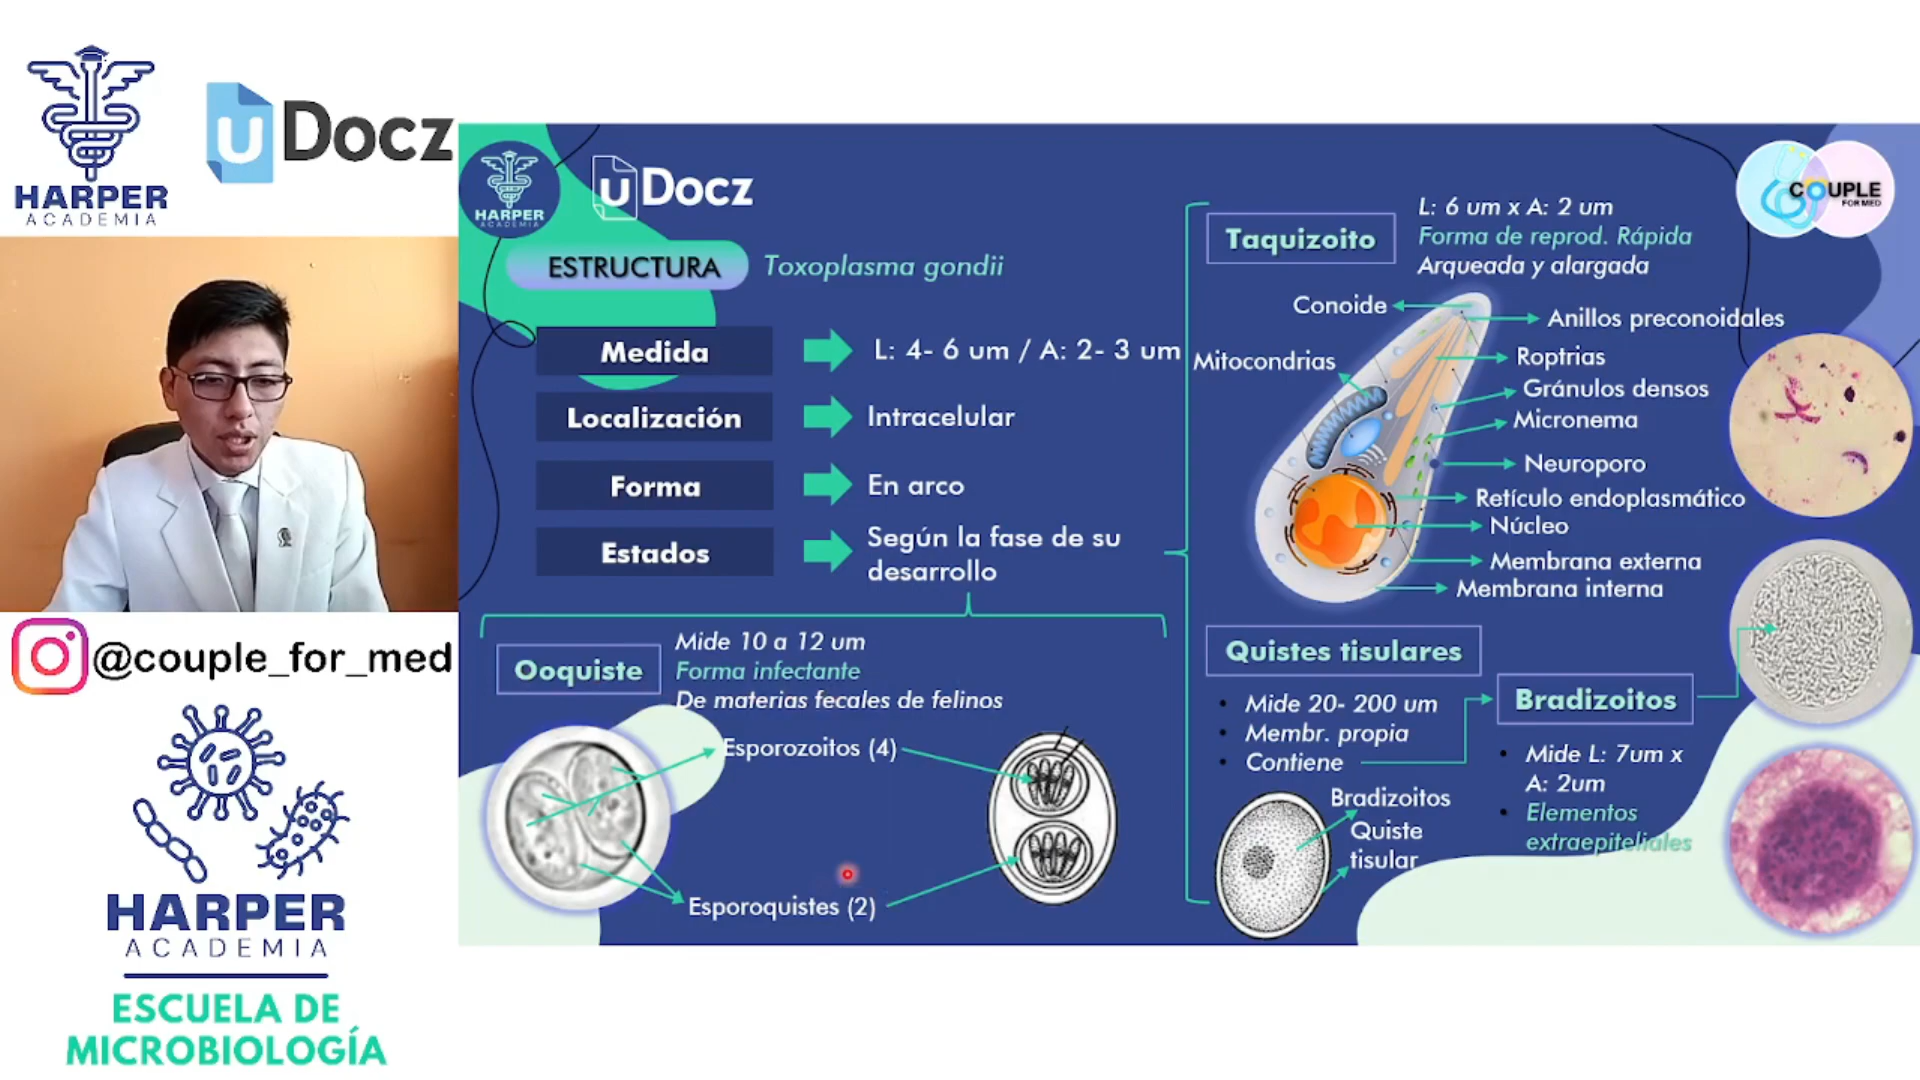 HARPER
ACADEMIA
uDocz
@couple_for_med
HARPER
ACADEMIA
ESCUELA DE
MICROBIOLOGÍA
HARPER
ACADEMIA
uDocz
COUPLE
FOR MED
ESTRUCTURA
Toxoplasma gondii
Medida
L: 4- 6 um / A: 2- 3 um
Localización
Intracelular
Forma
En arco
Estados
Según la fase de su
desarrollo
Ooquiste
Mide 10 a 12 um
Forma infectante
De materias fecales de felinos
Esporozoitos (4)
Esporoquistes (2)
Taquizoito
L: 6 um x A: 2 um
Forma de reprod. Rápida
Arqueada y alargada
Conoide
Mitocondrias
Anillos preconoidales
Roptrias
Gránulos densos
Micronema
Neuroporo
Retículo endoplasmático
Núcleo
Membrana externa
Membrana interna
Quistes tisulares
• Mide 20- 200 um
• Membr. propia
• Contiene
Bradizoitos
Quiste
tisular
Bradizoitos
• Mide L: 7um x
A: 2um
• Elementos
extraepiteliales